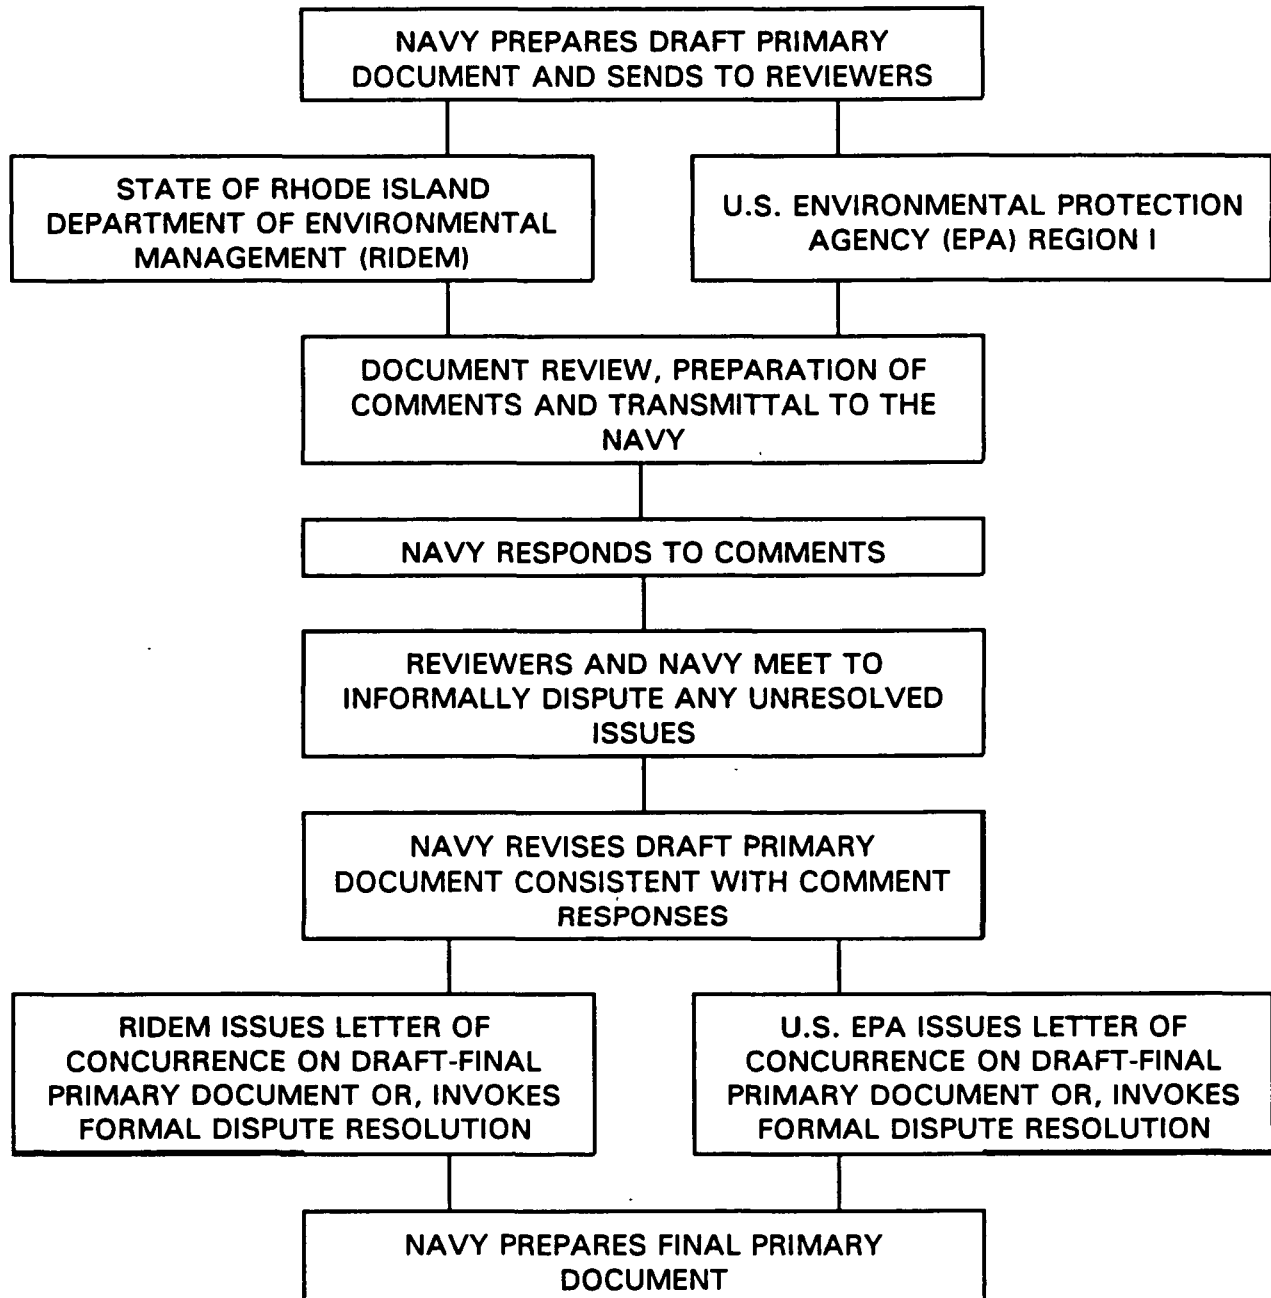 NAVY PREPARES DRAFT PRIMARY
DOCUMENT AND SENDS TO REVIEWERS
STATE OF RHODE ISLAND
DEPARTMENT OF ENVIRONMENTAL
MANAGEMENT (RIDEM)
U.S. ENVIRONMENTAL PROTECTION
AGENCY (EPA) REGION I
DOCUMENT REVIEW, PREPARATION OF
COMMENTS AND TRANSMITTAL TO THE
NAVY
NAVY RESPONDS TO COMMENTS
REVIEWERS AND NAVY MEET TO
INFORMALLY DISPUTE ANY UNRESOLVED
ISSUES
NAVY REVISES DRAFT PRIMARY
DOCUMENT CONSISTENT WITH COMMENT
RESPONSES
RIDEM ISSUES LETTER OF
CONCURRENCE ON DRAFT-FINAL
PRIMARY DOCUMENT OR, INVOKES
FORMAL DISPUTE RESOLUTION
U.S. EPA ISSUES LETTER OF
CONCURRENCE ON DRAFT-FINAL
PRIMARY DOCUMENT OR, INVOKES
FORMAL DISPUTE RESOLUTION
NAVY PREPARES FINAL PRIMARY
DOCUMENT